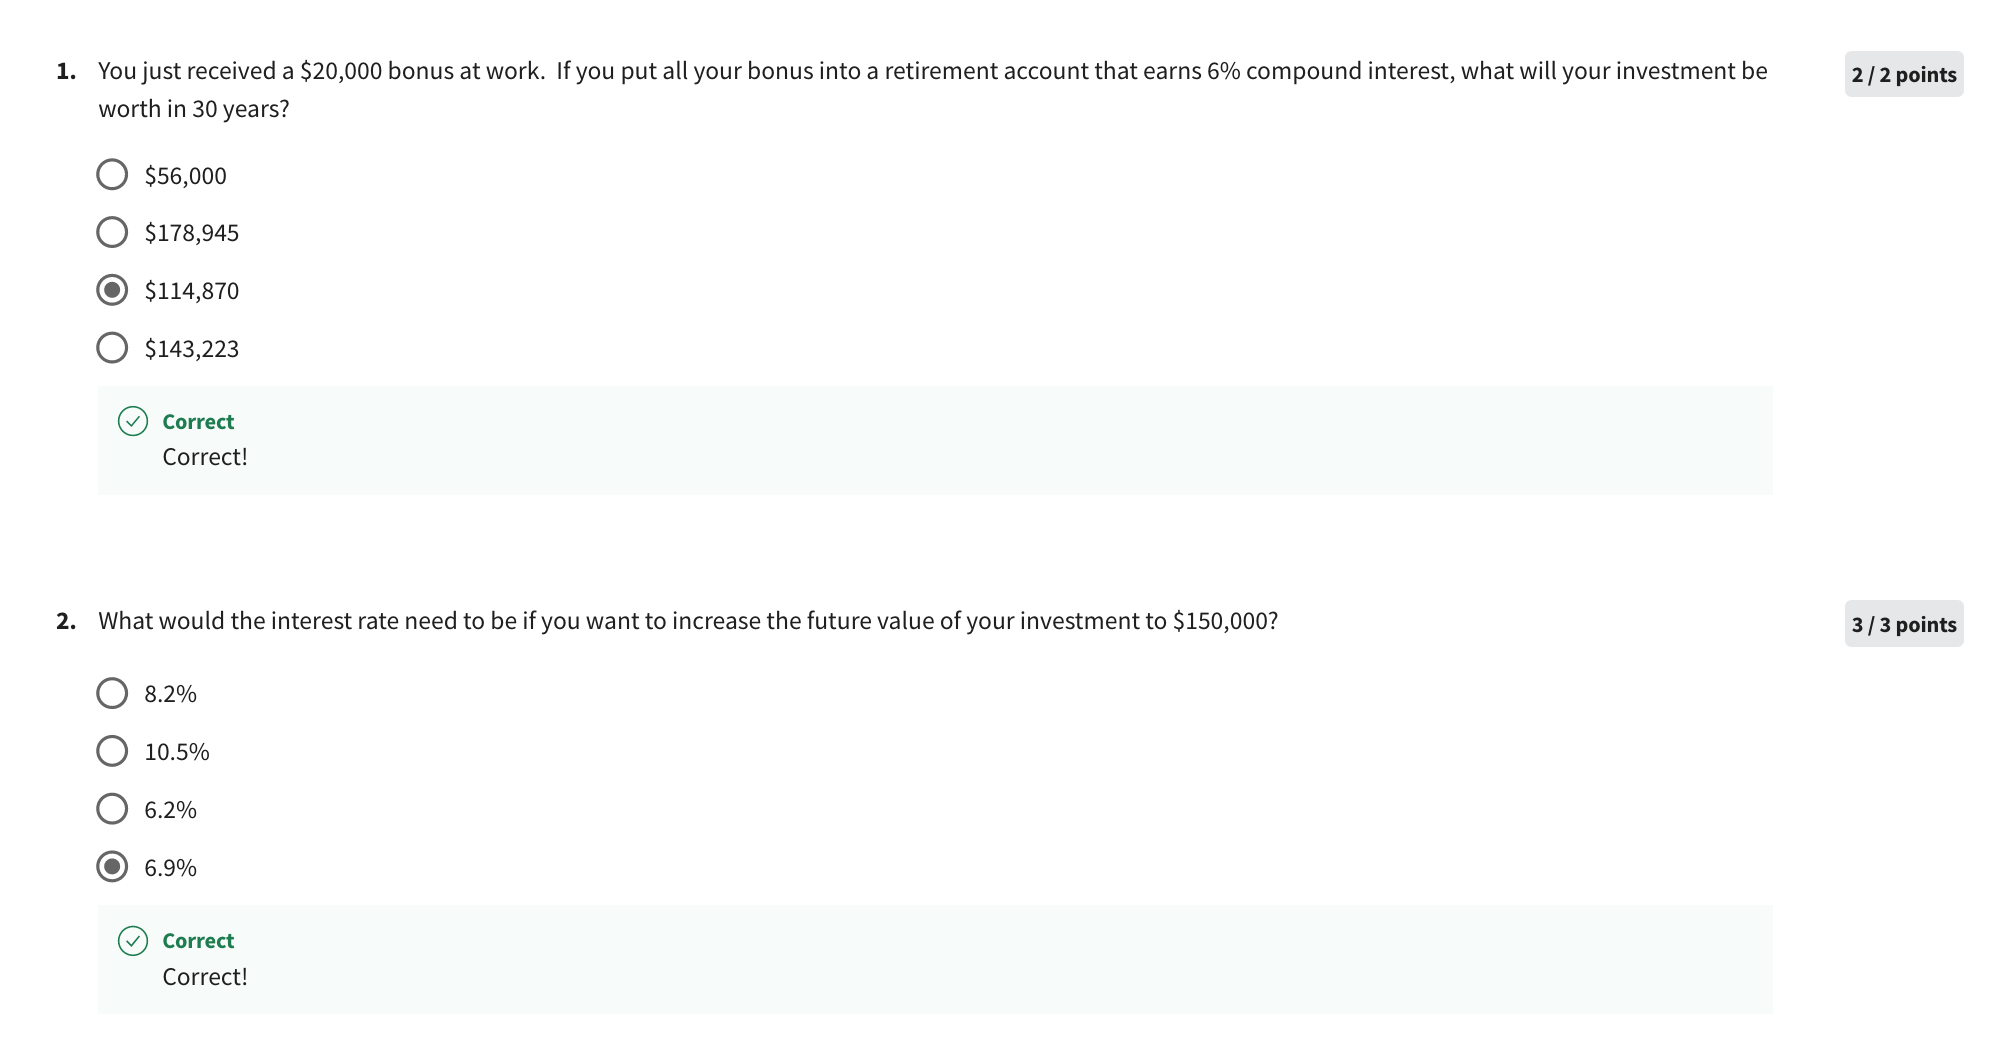 1. You just received a $20,000 bonus at work.  If you put all your bonus into a retirement account that earns 6% compound interest, what will your investment be
worth in 30 years?
2 / 2 points
$56,000
$178,945
$114,870
$143,223
Correct
Correct!
2. What would the interest rate need to be if you want to increase the future value of your investment to $150,000?
3 / 3 points
8.2%
10.5%
6.2%
6.9%
Correct
Correct!